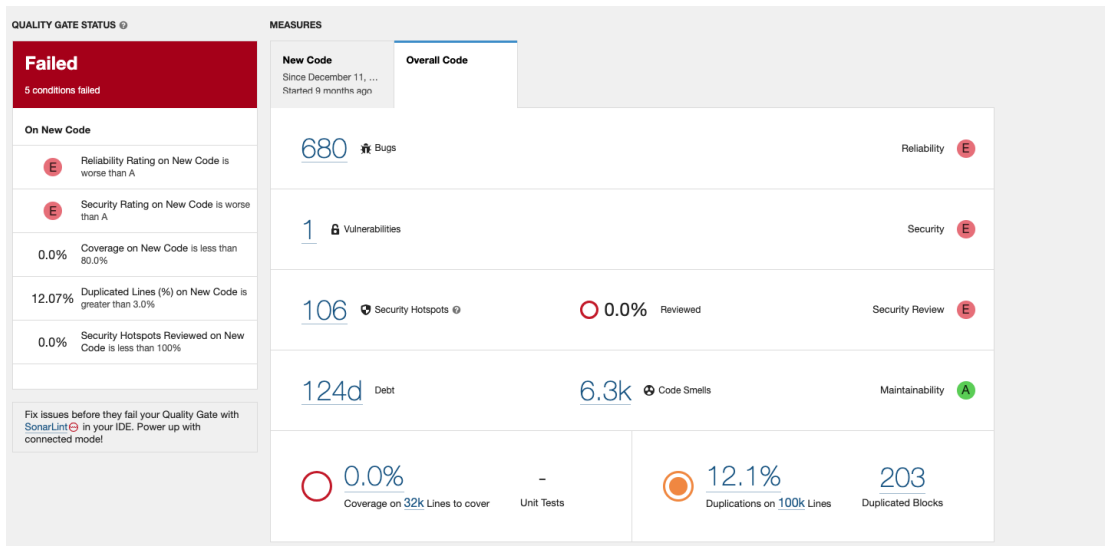 QUALITY GATE STATUS
MEASURES
Failed
5 conditions failed
On New Code
E
Reliability Rating on New Code is
worse than A
E
Security Rating on New Code is worse
than A
0.0%
Coverage on New Code is less than
80.0%
12.07%
Duplicated Lines (%) on New Code is
greater than 3.0%
0.0%
Security Hotspots Reviewed on New
Code is less than 100%
Fix issues before they fail your Quality Gate with
SonarLint in your IDE. Power up with
connected mode!
New Code
Since December 11, ...
Started 9 months ago
Overall Code
680 Bugs
Reliability E
1 Vulnerabilities
Security E
106 Security Hotspots
0.0% Reviewed
Security Review E
124d Debt
6.3k Code Smells
Maintainability A
0.0%
Coverage on 32k Lines to cover
-
Unit Tests
12.1%
Duplications on 100k Lines
203
Duplicated Blocks